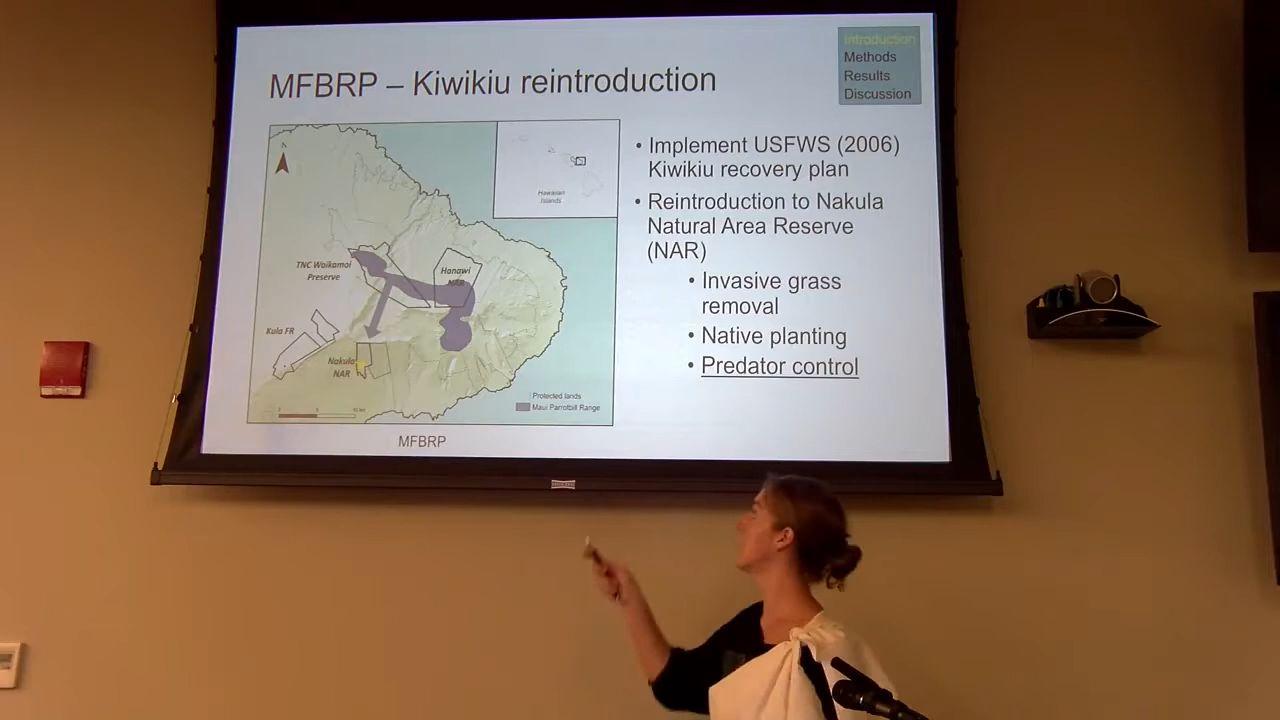 Introduction
Methods
Results
Discussion
MFBRP – Kiwikiu reintroduction
• Implement USFWS (2006)
Kiwikiu recovery plan
• Reintroduction to Nakula
Natural Area Reserve
(NAR)
• Invasive grass
removal
• Native planting
• Predator control
N
Hawaiian
Islands
TNC Waikamoi
Preserve
Hanawi
NAR
Kula FR
Nakula
NAR
Protected lands
Maui Parrotbill Range
MFBRP